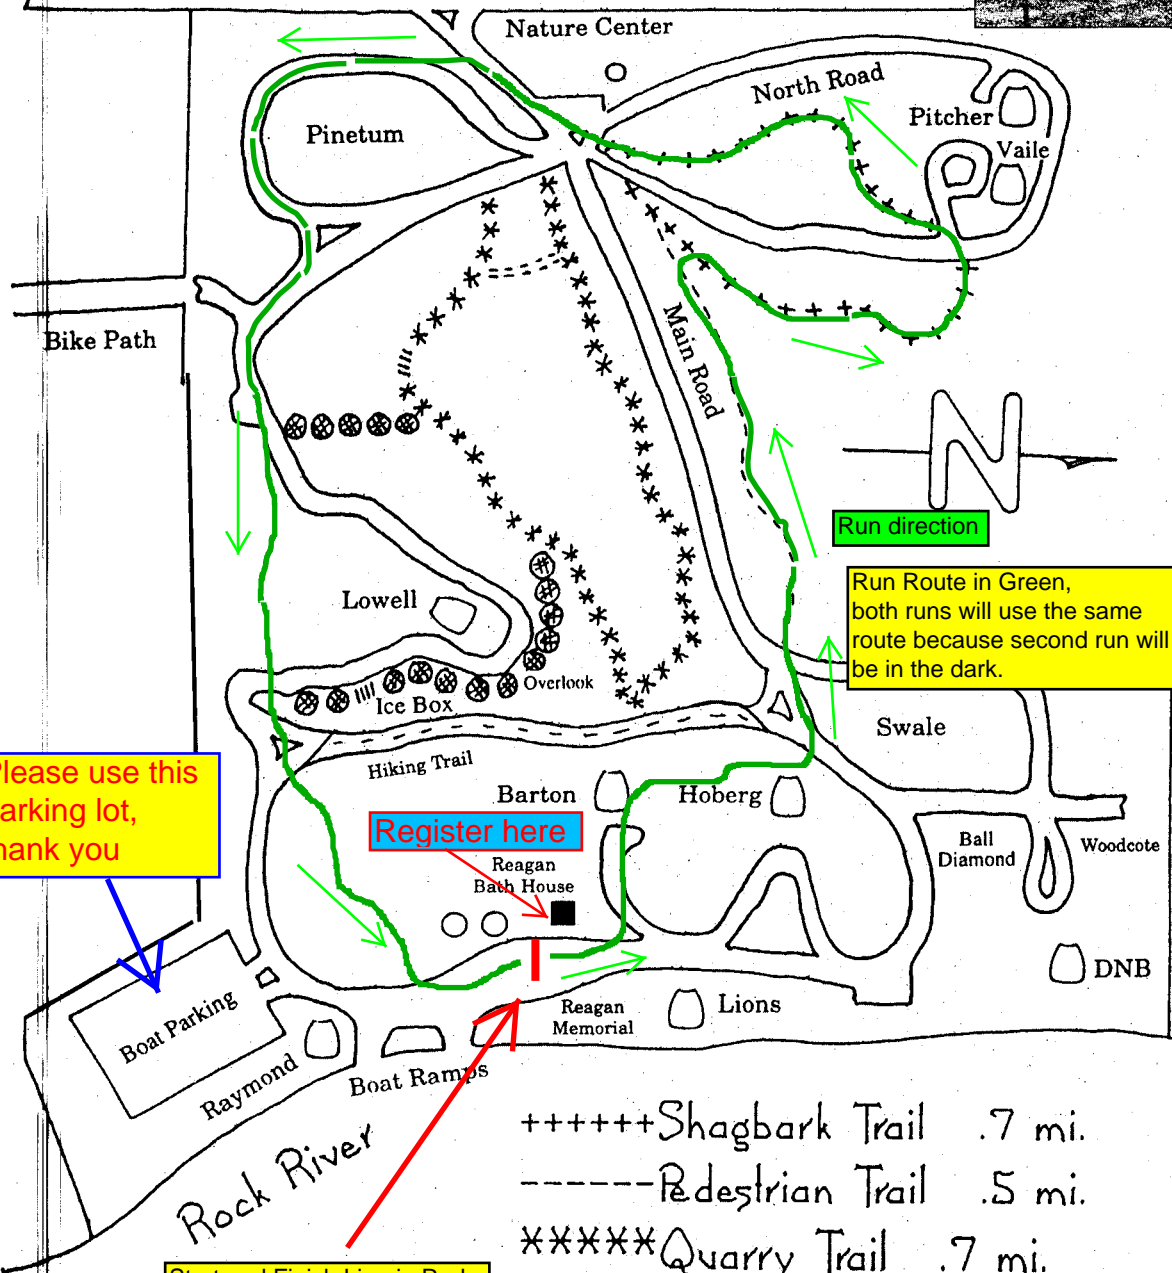 Nature Center
North Road
Pitcher
Pinetum
Vaile
Main Road
Bike Path
N
Run direction
Run Route in Green,
both runs will use the same
route because second run will
be in the dark.
Lowell
Overlook
Ice Box
Swale
Hiking Trail
Please use this
parking lot,
thank you
Barton
Hoberg
Register here
Ball
Diamond
Woodcote
Reagan
Bath House
DNB
Boat Parking
Reagan
Memorial
Lions
Raymond
Boat Ramps
Rock River
++++++Shagbark Trail .7 mi.
------Pedestrian Trail .5 mi.
*****Quarry Trail .7 mi.